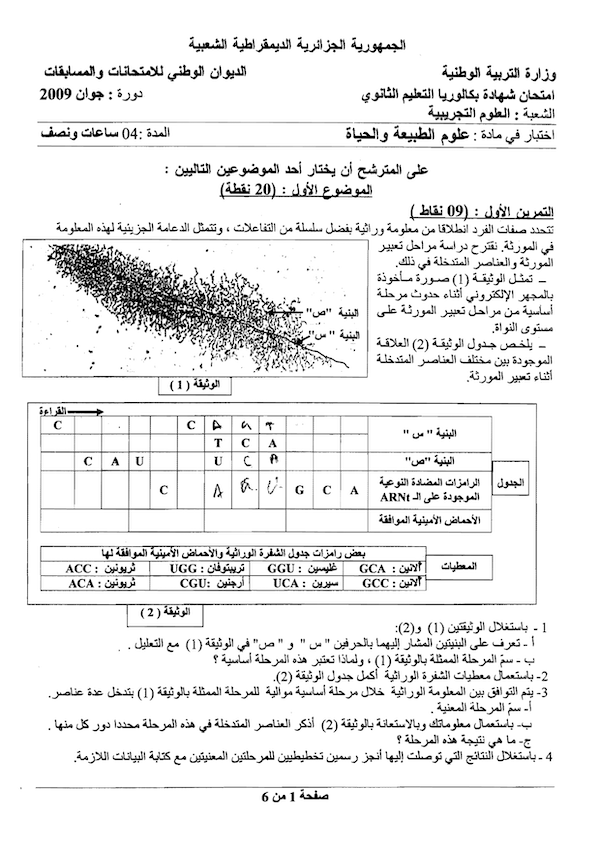 الجمهورية الجزائرية الديمقراطية الشعبية
وزارة التربية الوطنية
الديوان الوطني للامتحانات والمسابقات
امتحان شهادة بكالوريا التعليم الثانوي
دورة : جوان 2009
الشعبة : العلوم التجريبية
اختبار في مادة : علوم الطبيعة والحياة
المدة :04 ساعات ونصف
على المترشح أن يختار أحد الموضوعين التاليين :
الموضوع الأول : (20 نقطة)
التمرين الأول : (09 نقاط )
تتحدد صفات الفرد انطلاقا من معلومة وراثية بفضل سلسلة من التفاعلات ، وتتمثل الدعامة الجزيئية لهذه المعلومة
في المورثة. نقترح دراسة مراحل تعبير
المورثة والعناصر المتدخلة في ذلك.
– تمثل الوثيقة (1) صورة مأخوذة
بالمجهر الإلكتروني أثناء حدوث مرحلة
أساسية من مراحل تعبير المورثة على
مستوى النواة.
– يلخص جدول الوثيقة (2) العلاقة
الموجودة بين مختلف العناصر المتدخلة
أثناء تعبير المورثة.
البنية "ص"
البنية " س "
الوثيقة ( 1 )
القراءة
C C A G T البنية " س "
T C A
C A U U C A البنية "ص"
C A G U G C A الرامزات المضادة النوعية
الموجودة على الـ ARNt
الأحماض الأمينية الموافقة
الجدول
بعض رامزات جدول الشفرة الوراثية والأحماض الأمينية الموافقة لها
ألانين : GCA غليسين : GGU تريبتوفان : UGG ثريونين : ACC
ألانين : GCC سيرين : UCA أرجنين :CGU ثريونين : ACA
المعطيات
الوثيقة ( 2 )
1 - باستغلال الوثيقتين (1) و(2):
أ - تعرف على البنيتين المشار إليهما بالحرفين " س " و " ص" في الوثيقة (1) مع التعليل .
ب - سمّ المرحلة الممثلة بالوثيقة (1) ، ولماذا تعتبر هذه المرحلة أساسية ؟
2- باستعمال معطيات الشفرة الوراثية أكمل جدول الوثيقة (2).
3- يتم التوافق بين المعلومة الوراثية خلال مرحلة أساسية موالية للمرحلة الممثلة بالوثيقة (1) بتدخل عدة عناصر.
أ- سمّ المرحلة المعنية .
ب- باستعمال معلوماتك وبالاستعانة بالوثيقة (2) أذكر العناصر المتدخلة في هذه المرحلة محددا دور كل منها .
ج- ما هي نتيجة هذه المرحلة ؟
4 - باستغلال النتائج التي توصلت إليها أنجز رسمين تخطيطيين للمرحلتين المعنيتين مع كتابة البيانات اللازمة.
صفحة 1 من 6